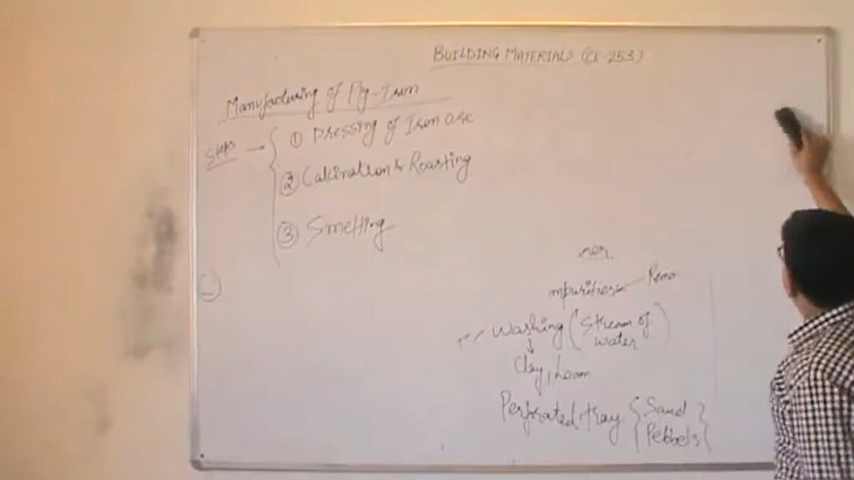 BUILDING MATERIALS (CE-253)
Manufacturing of Pig-Iron
Steps → ① Dressing of Iron ore
② Calcination & Roasting
③ Smelting
mpurities
Washing (Stream of water)
↓
Clay, Loam
Perforated tray {Sand
Pebbels}